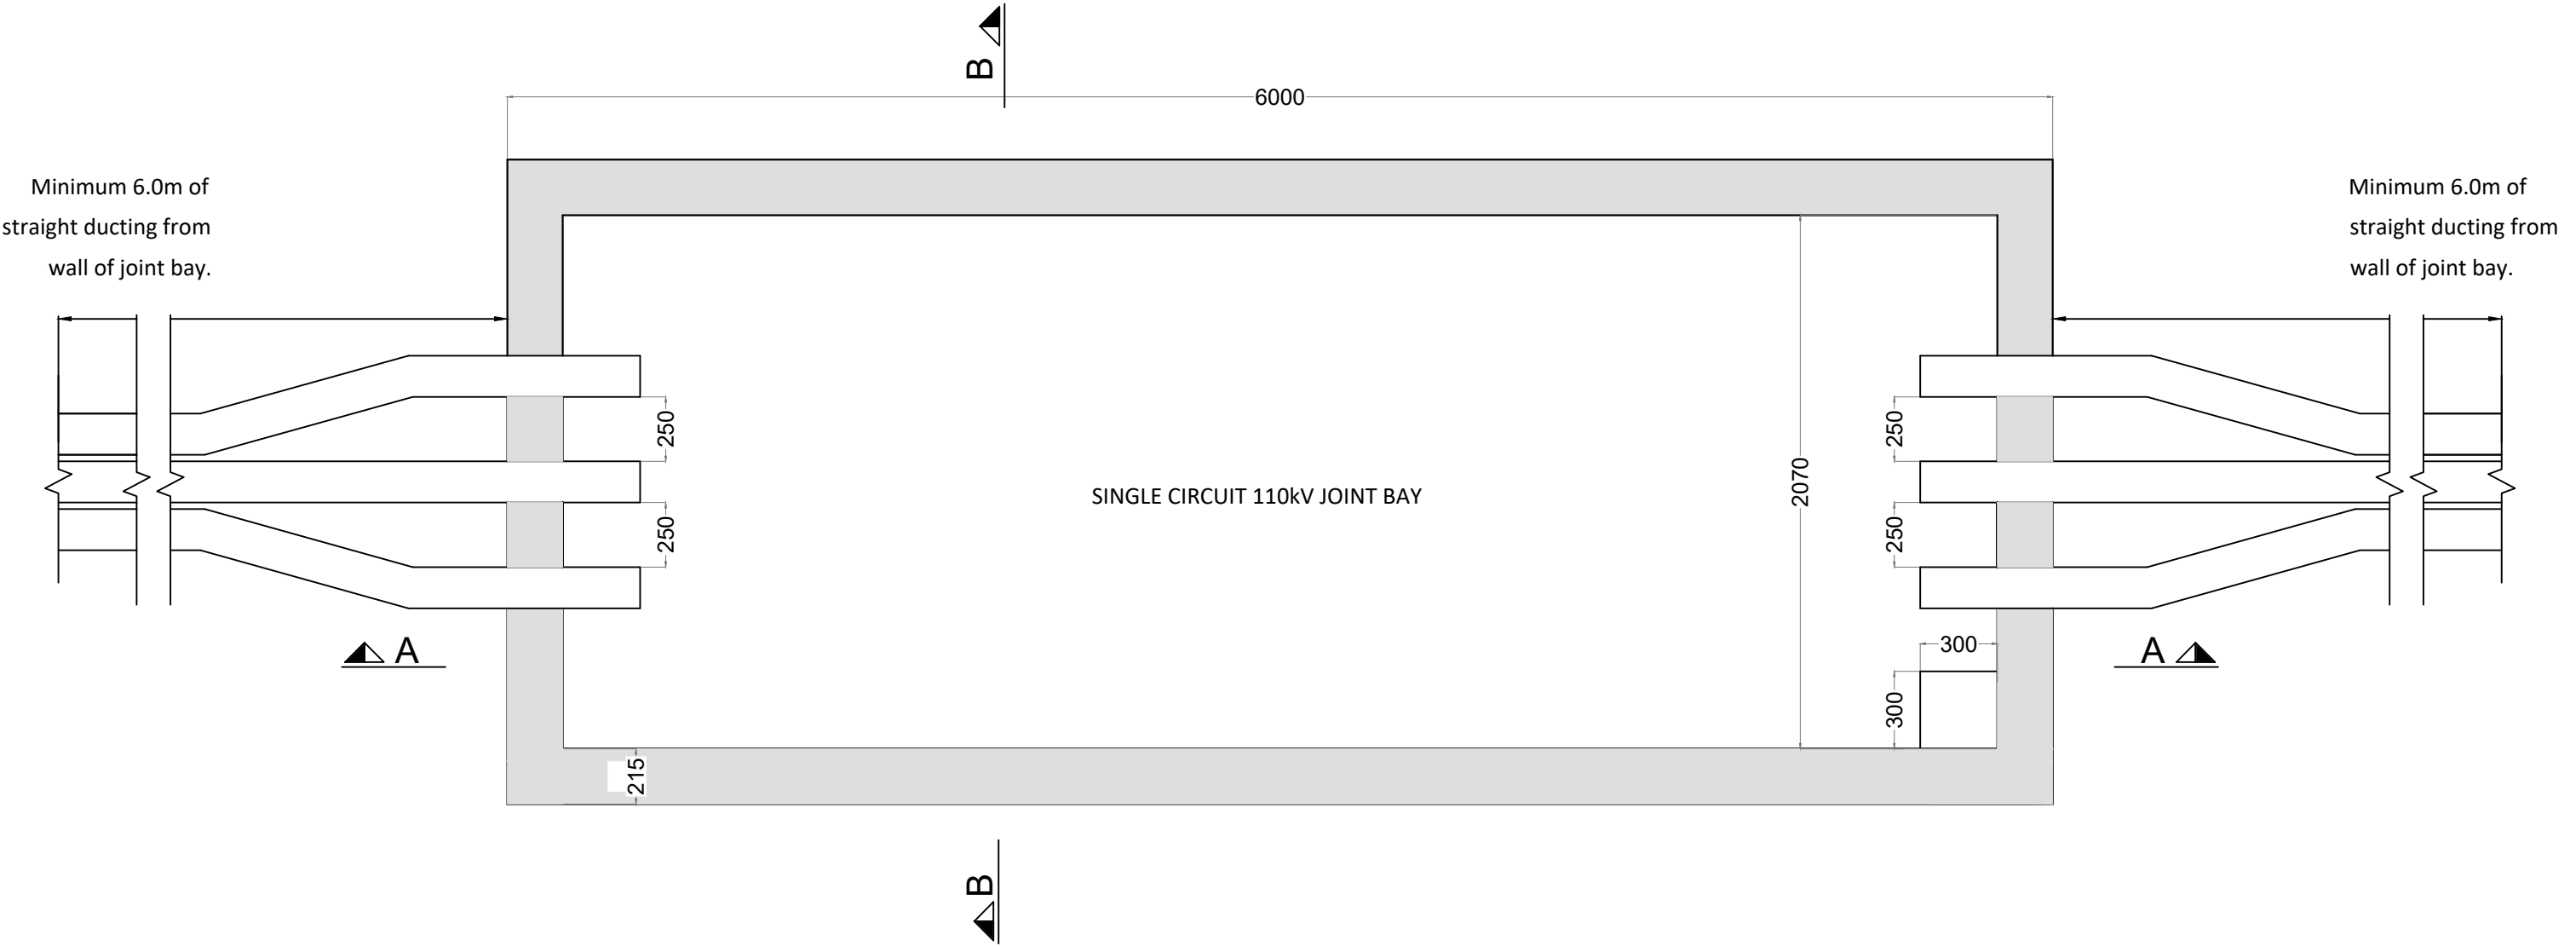 B
6000
Minimum 6.0m of
straight ducting from
wall of joint bay.
Minimum 6.0m of
straight ducting from
wall of joint bay.
250
250
2070
SINGLE CIRCUIT 110kV JOINT BAY
250
250
A
300
A
300
215
B